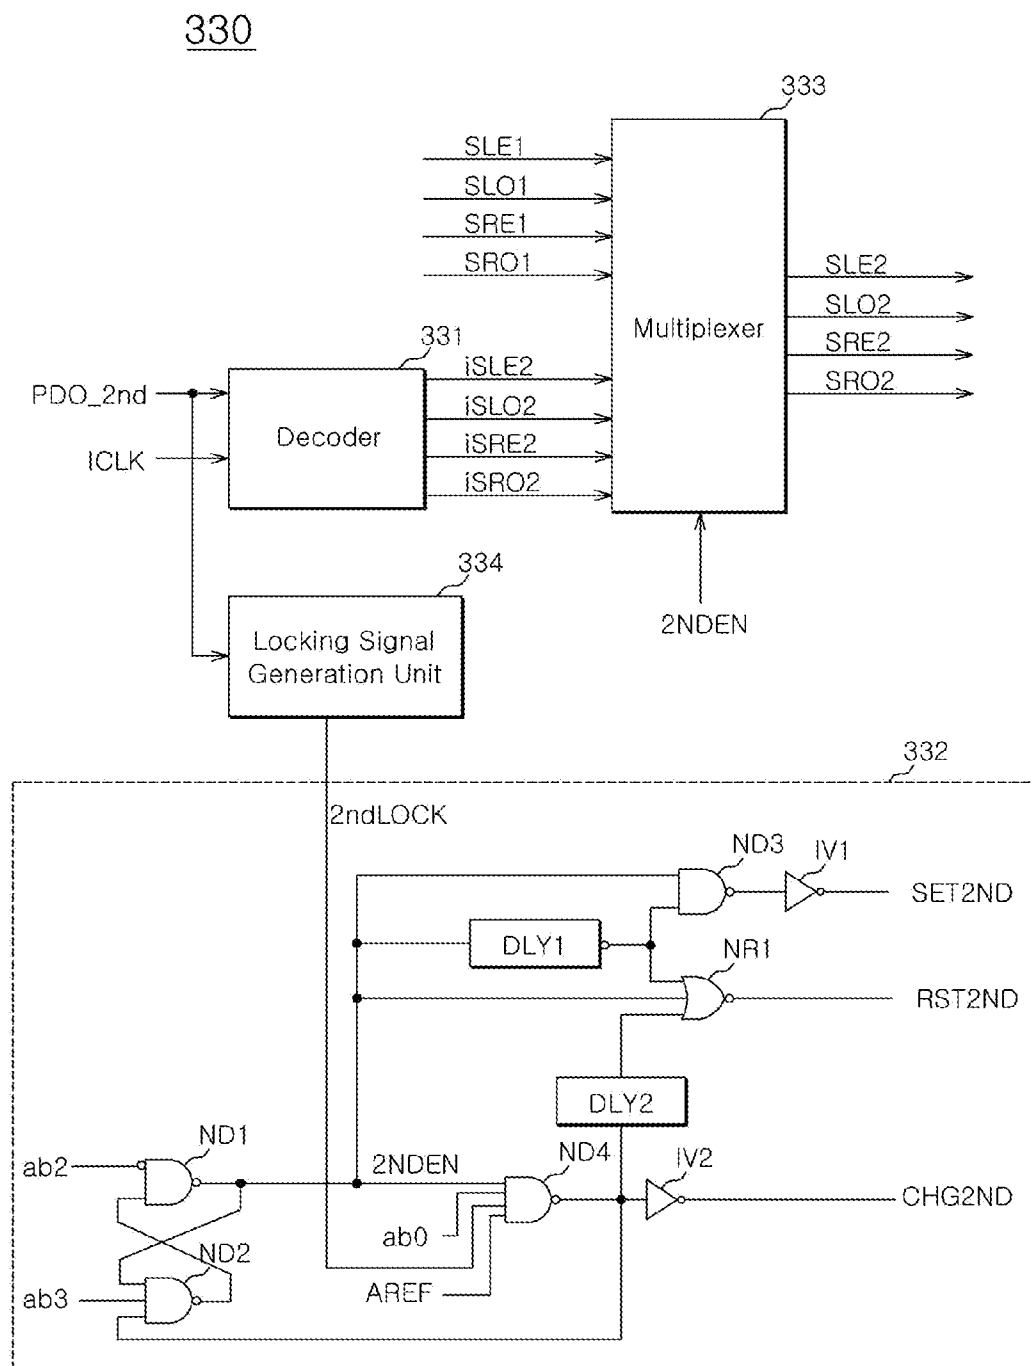 330
333
SLE1
SLO1
SRE1
SRO1
SLE2
SLO2
SRE2
SRO2
Multiplexer
331
PDO_2nd
ICLK
Decoder
iSLE2
iSLO2
iSRE2
iSRO2
334
2NDEN
Locking Signal
Generation Unit
332
2ndLOCK
ND3
IV1
SET2ND
DLY1
NR1
RST2ND
DLY2
ND1
ab2
2NDEN
ND4
IV2
CHG2ND
ab0
ND2
ab3
AREF